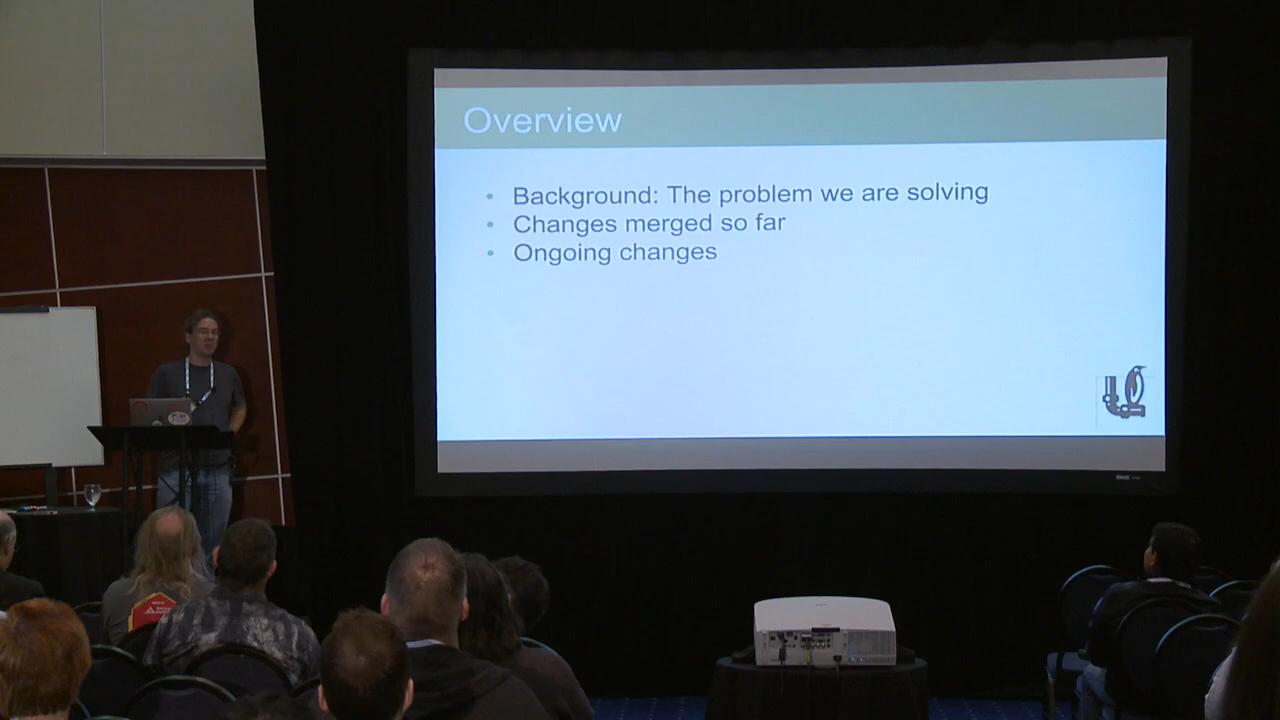 Overview
Background: The problem we are solving
Changes merged so far
Ongoing changes